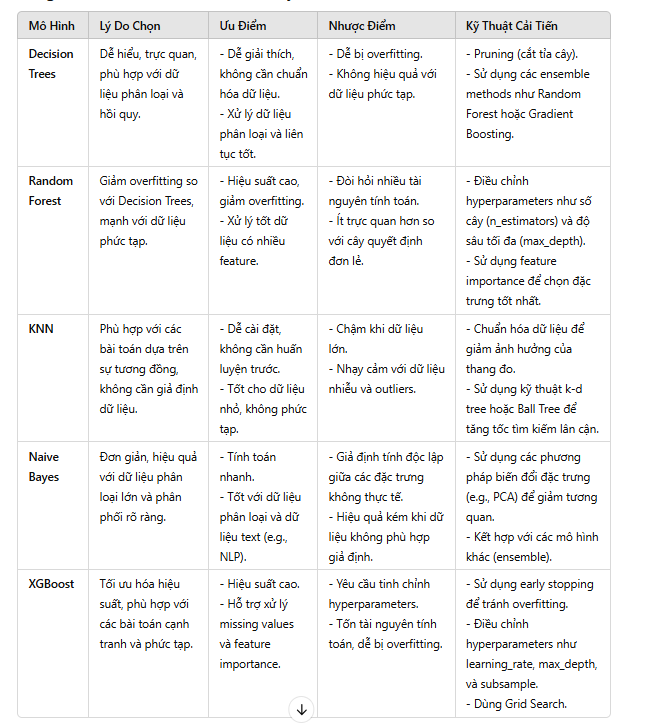 Mô Hình
Lý Do Chọn
Ưu Điểm
Nhược Điểm
Kỹ Thuật Cải Tiến
Decision
Trees
Dễ hiểu, trực quan,
phù hợp với dữ
liệu phân loại và
hồi quy.
- Dễ giải thích,
không cần chuẩn
hóa dữ liệu.
- Xử lý dữ liệu
phân loại và liên
tục tốt.
- Dễ bị overfitting.
- Không hiệu quả với
dữ liệu phức tạp.
- Pruning (cắt tỉa cây).
- Sử dụng các ensemble
methods như Random
Forest hoặc Gradient
Boosting.
Random
Forest
Giảm overfitting so
với Decision Trees,
mạnh với dữ liệu
phức tạp.
- Hiệu suất cao,
giảm overfitting.
- Xử lý tốt dữ
liệu có nhiều
feature.
- Đòi hỏi nhiều tài
nguyên tính toán.
- Ít trực quan hơn so
với cây quyết định
đơn lẻ.
- Điều chỉnh
hyperparameters như số
cây (n_estimators) và độ
sâu tối đa (max_depth).
- Sử dụng feature
importance để chọn đặc
trưng tốt nhất.
KNN
Phù hợp với các
bài toán dựa trên
sự tương đồng,
không cần giả định
dữ liệu.
- Dễ cài đặt,
không cần huấn
luyện trước.
- Tốt cho dữ liệu
nhỏ, không phức
tạp.
- Chậm khi dữ liệu
lớn.
- Nhạy cảm với dữ liệu
nhiễu và outliers.
- Chuẩn hóa dữ liệu để
giảm ảnh hưởng của
thang đo.
- Sử dụng kỹ thuật k-d
tree hoặc Ball Tree để
tăng tốc tìm kiếm lân cận.
Naive
Bayes
Đơn giản, hiệu quả
với dữ liệu phân
loại lớn và phân
phối rõ ràng.
- Tính toán
nhanh.
- Tốt với dữ liệu
phân loại và dữ
liệu text (e.g.,
NLP).
- Giả định tính độc lập
giữa các đặc trưng
không thực tế.
- Hiệu quả kém khi dữ
liệu không phù hợp
giả định.
- Sử dụng các phương
pháp biến đổi đặc trưng
(e.g., PCA) để giảm tương
quan.
- Kết hợp với các mô hình
khác (ensemble).
XGBoost
Tối ưu hóa hiệu
suất, phù hợp với
các bài toán cạnh
tranh và phức tạp.
- Hiệu suất cao.
- Hỗ trợ xử lý
missing values
và feature
importance.
- Yêu cầu tinh chỉnh
hyperparameters.
- Tốn tài nguyên tính
toán, dễ bị overfitting.
- Sử dụng early stopping
để tránh overfitting.
- Điều chỉnh
hyperparameters như
learning_rate, max_depth,
và subsample.
- Dùng Grid Search.